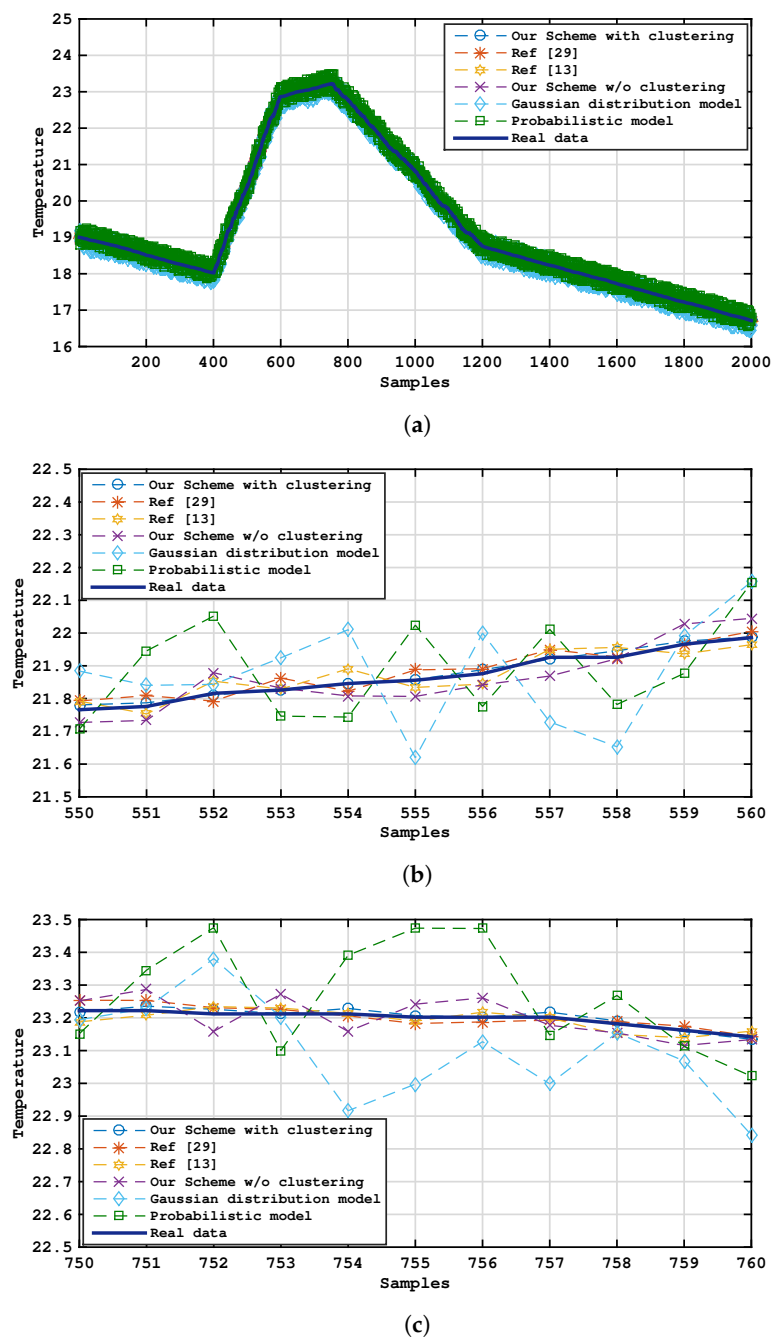 25
24
23
22
21
20
19
18
17
16
Temperature
Our Scheme with clustering
Ref [29]
Ref [13]
Our Scheme w/o clustering
Gaussian distribution model
Probabilistic model
Real data
200 400 600 800 1000 1200 1400 1600 1800 2000
Samples
(a)
22.5
22.4
22.3
22.2
22.1
22
21.9
21.8
21.7
21.6
21.5
Temperature
Our Scheme with clustering
Ref [29]
Ref [13]
Our Scheme w/o clustering
Gaussian distribution model
Probabilistic model
Real data
550 551 552 553 554 555 556 557 558 559 560
Samples
(b)
23.5
23.4
23.3
23.2
23.1
23
22.9
22.8
22.7
22.6
22.5
Temperature
Our Scheme with clustering
Ref [29]
Ref [13]
Our Scheme w/o clustering
Gaussian distribution model
Probabilistic model
Real data
750 751 752 753 754 755 756 757 758 759 760
Samples
(c)